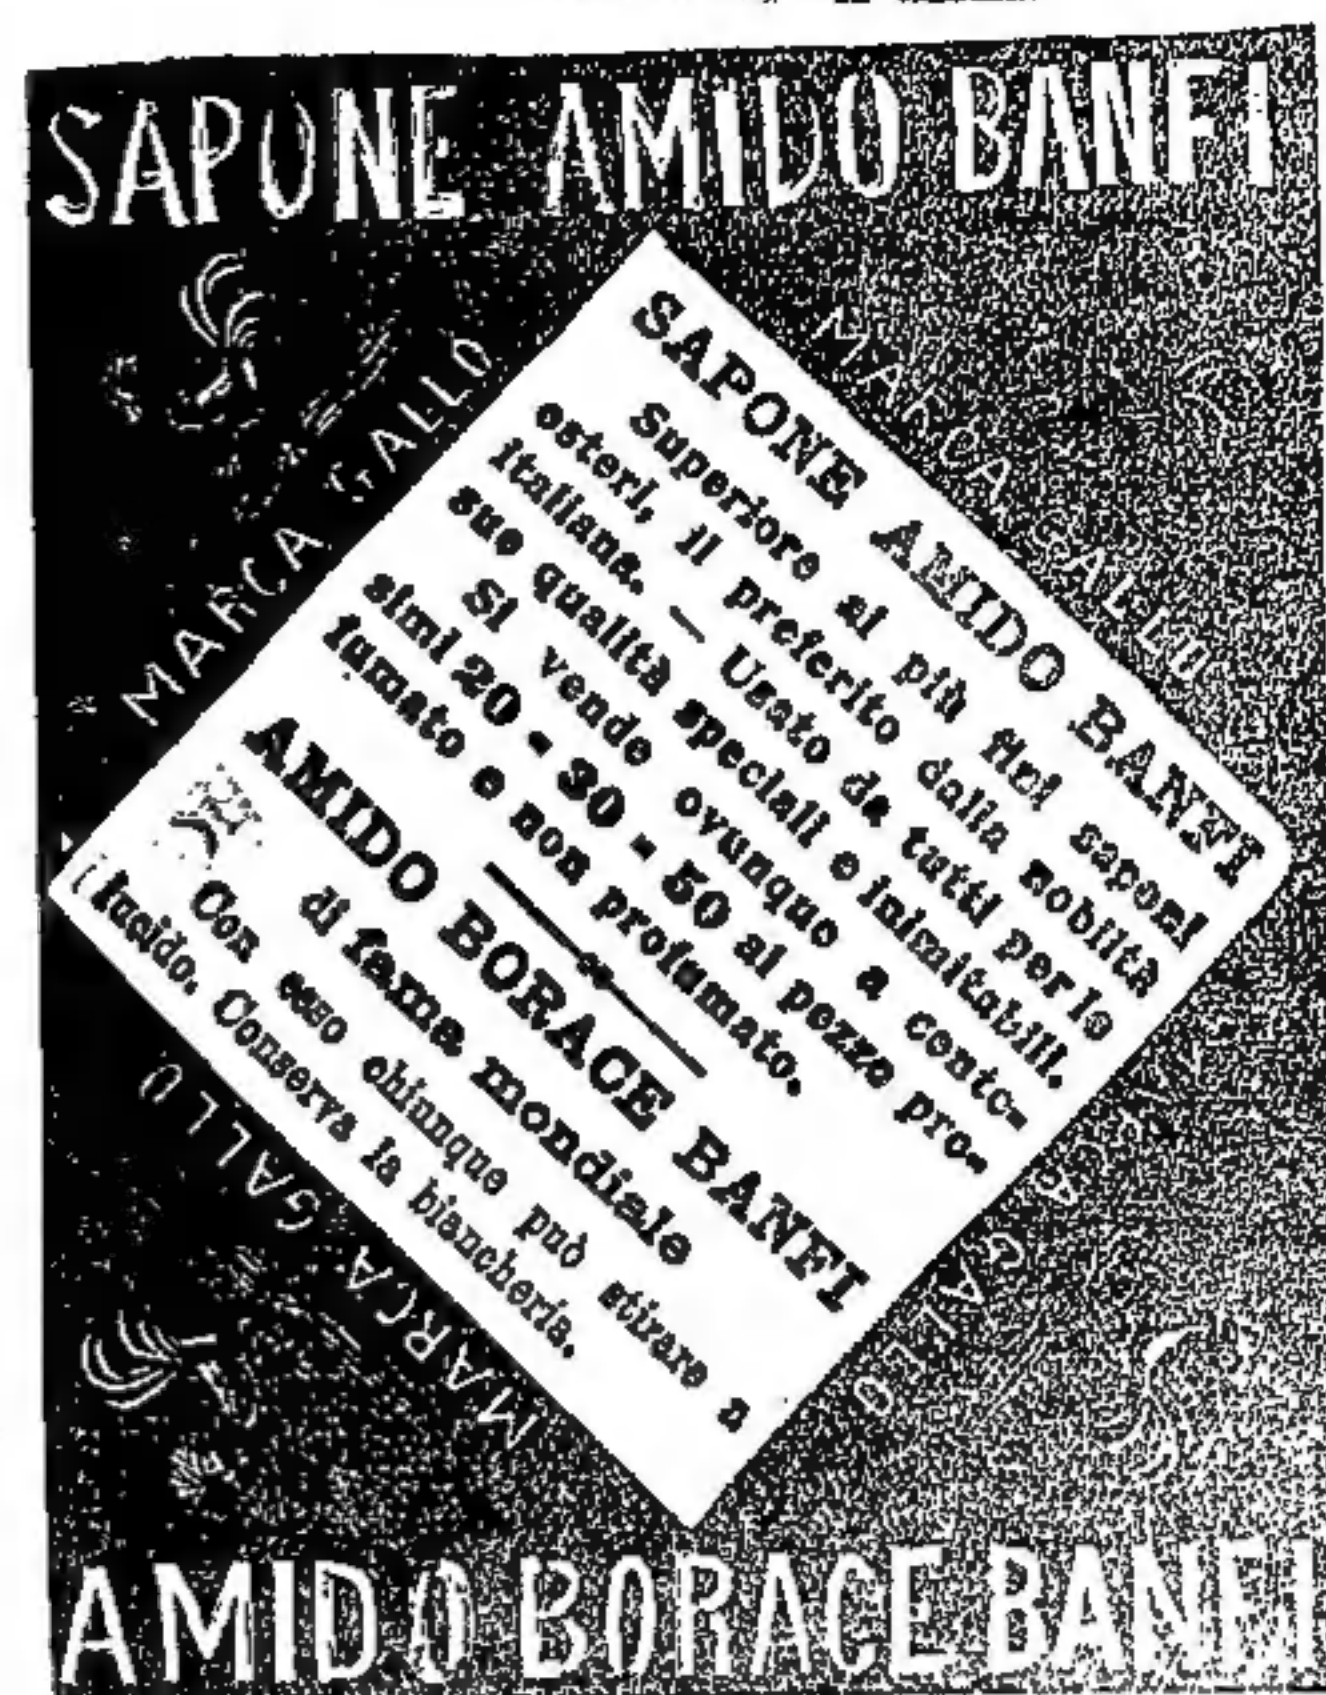 SAPONE AMIDO BANFI
MARCA GALLO
MARCA GALLO
SAPONE AMIDO BANFI
Superiore ai più fini saponi
esteri, il preferito dalla nobiltà
italiana. — Usato da tutti per le
sue qualità speciali e inimitabili.
Si vende ovunque a cente-
simi 20 - 30 - 50 al pezzo pro-
fumato e non profumato.
AMIDO BORACE BANFI
di fama mondiale
Con esso chiunque può stirare a
lucido. Conserva la biancheria.
MARCA GALLO
MARCA GALLO
AMIDO BORACE BANFI